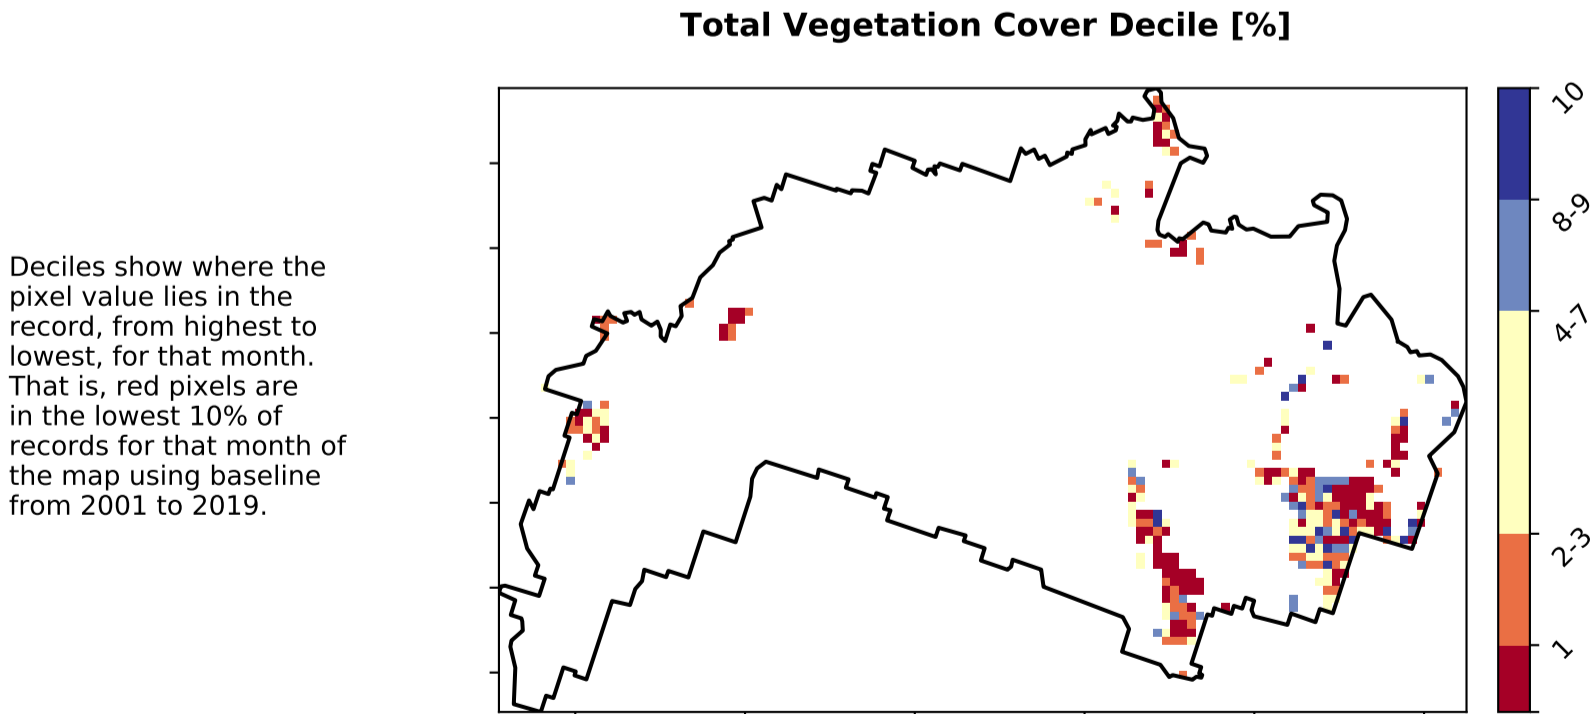 Total Vegetation Cover Decile [%]
Deciles show where the
pixel value lies in the
record, from highest to
lowest, for that month.
That is, red pixels are
in the lowest 10% of
records for that month of
the map using baseline
from 2001 to 2019.
10
8-9
4-7
2-3
1